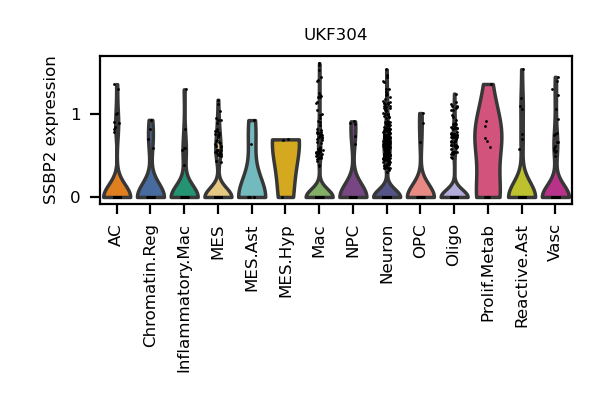 UKF304
SSBP2 expression
1
0
AC
Chromatin.Reg
Inflammatory.Mac
MES
MES.Ast
MES.Hyp
Mac
NPC
Neuron
OPC
Oligo
Prolif.Metab
Reactive.Ast
Vasc